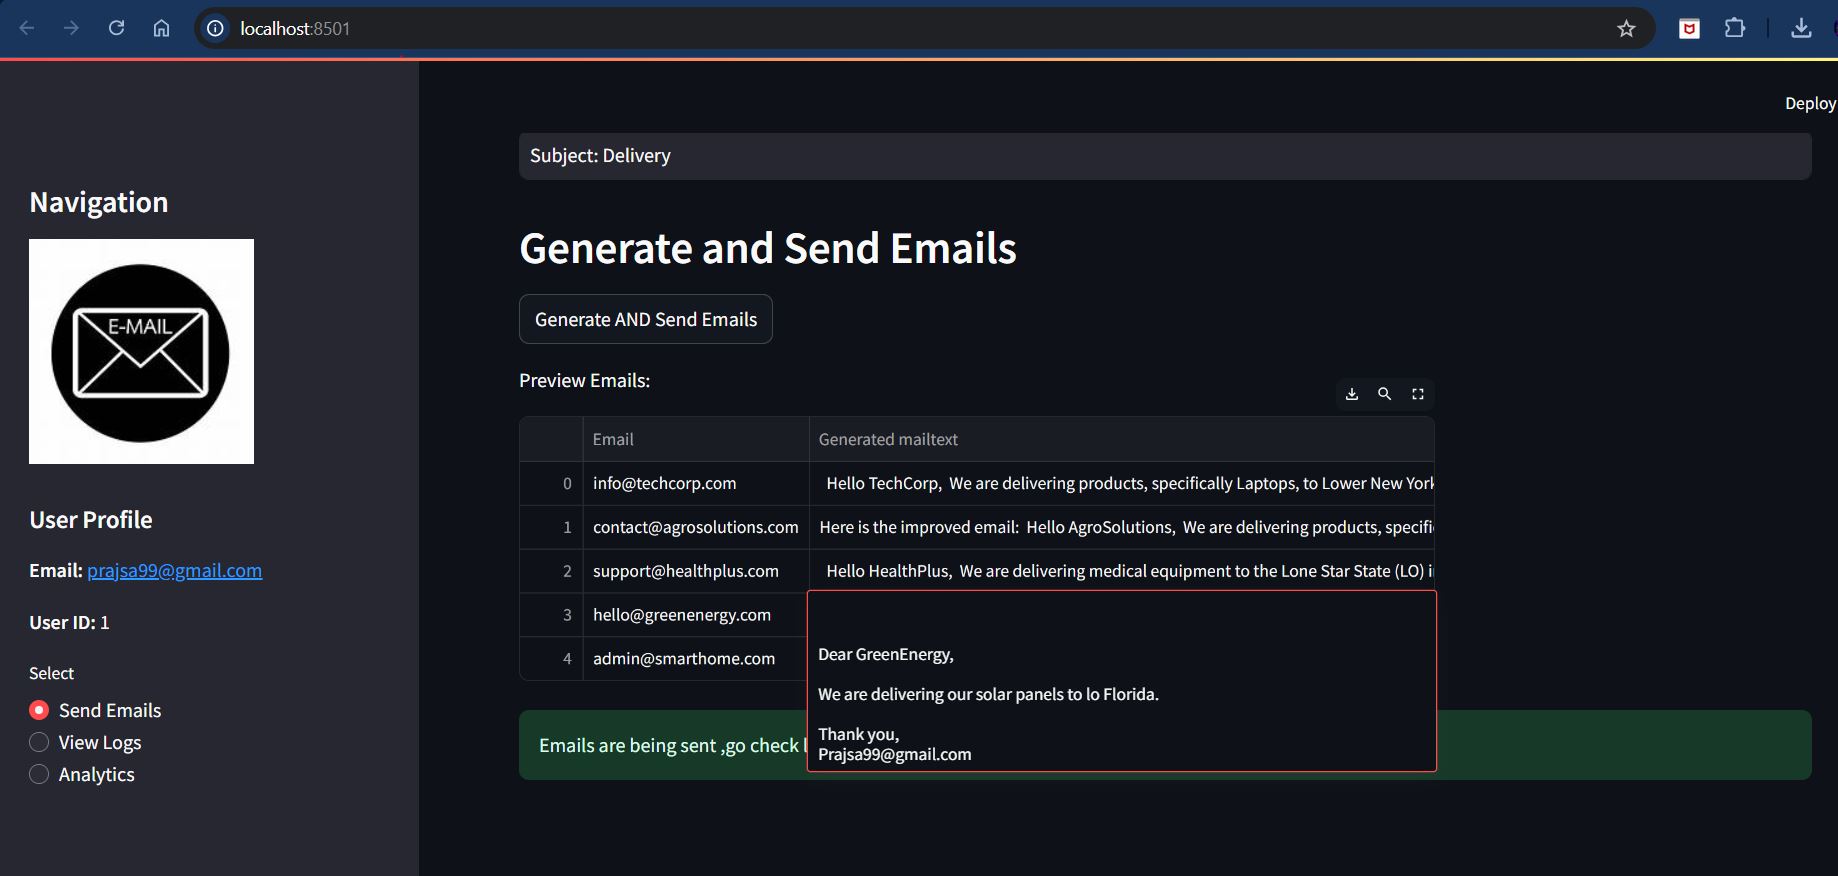 localhost:8501
Deploy
Navigation
E-MAIL
User Profile
Email: prajsa99@gmail.com
User ID: 1
Select
Send Emails
View Logs
Analytics
Subject: Delivery
Generate and Send Emails
Generate AND Send Emails
Preview Emails:
Email Generated mailtext
0 info@techcorp.com Hello TechCorp, We are delivering products, specifically Laptops, to Lower New York
1 contact@agrosolutions.com Here is the improved email: Hello AgroSolutions, We are delivering products, specifi
2 support@healthplus.com Hello HealthPlus, We are delivering medical equipment to the Lone Star State (LO) i
3 hello@greenenergy.com
4 admin@smarthome.com
Dear GreenEnergy,
We are delivering our solar panels to lo Florida.
Thank you,
Prajsa99@gmail.com
Emails are being sent ,go check